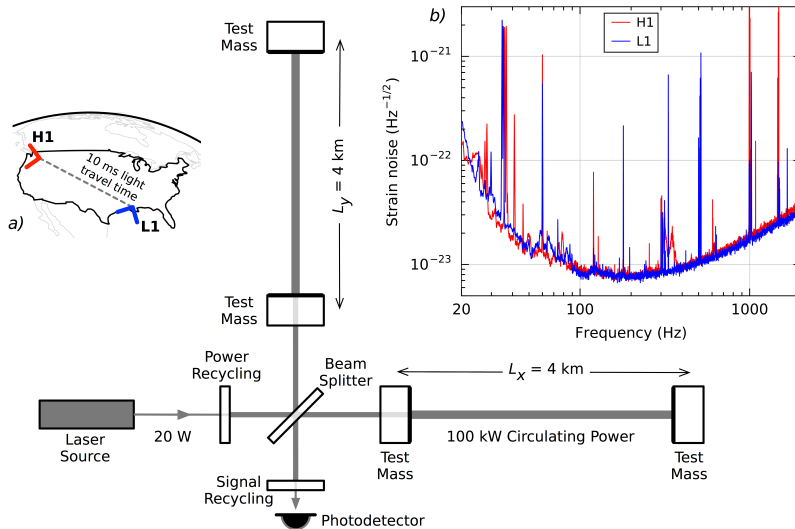 a)
H1
10 ms light
travel time
L1
Test
Mass
L_y = 4 km
Test
Mass
b)
H1
L1
Strain noise (Hz^{-1/2})
10^{-21}
10^{-22}
10^{-23}
20
100
1000
Frequency (Hz)
Power
Recycling
Beam
Splitter
L_x = 4 km
Laser
Source
20 W
100 kW Circulating Power
Test
Mass
Test
Mass
Signal
Recycling
Photodetector